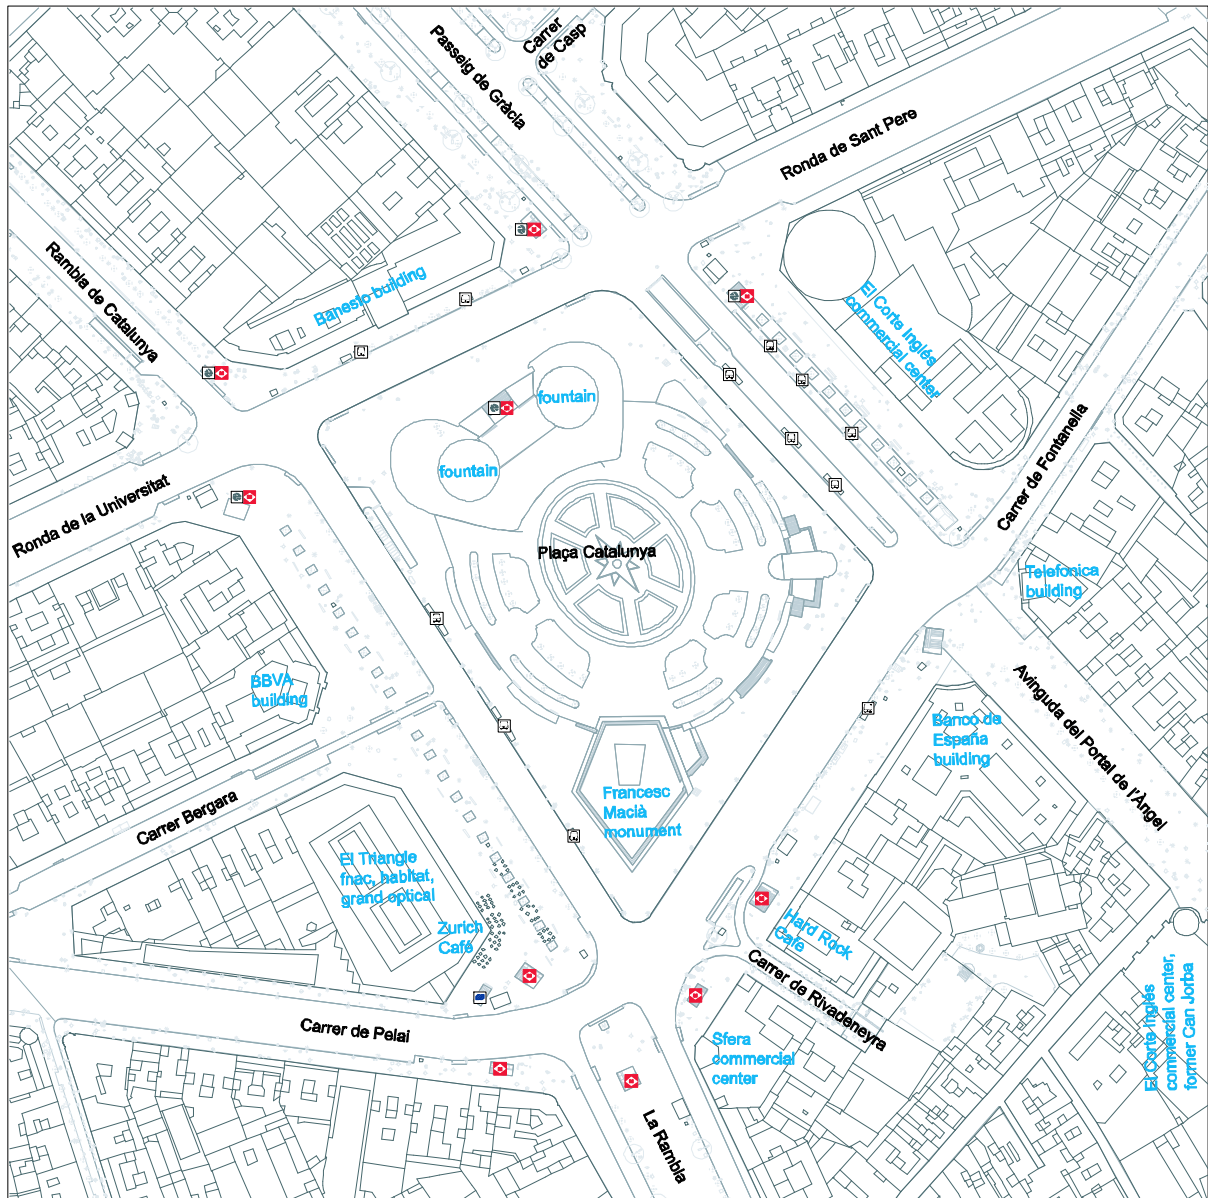 Carrer
de Casp
Passeig de Gràcia
Ronda de Sant Pere
Rambla de Catalunya
Banesto building
El Corte Inglés
commercial center
fountain
fountain
Carrer de Fontanella
Ronda de la Universitat
Plaça Catalunya
Telefonica
building
BBVA
building
Avinguda del Portal de l'Àngel
Banco de
España
building
Carrer Bergara
Francesc
Macià
monument
El Triangle
fnac, habitat,
grand optical
Zurich
Café
Hard Rock
Cafe
Carrer de Rivadeneyra
El Corte Inglés
commercial center,
former Can Jorba
Carrer de Pelai
Sfera
commercial
center
La Rambla